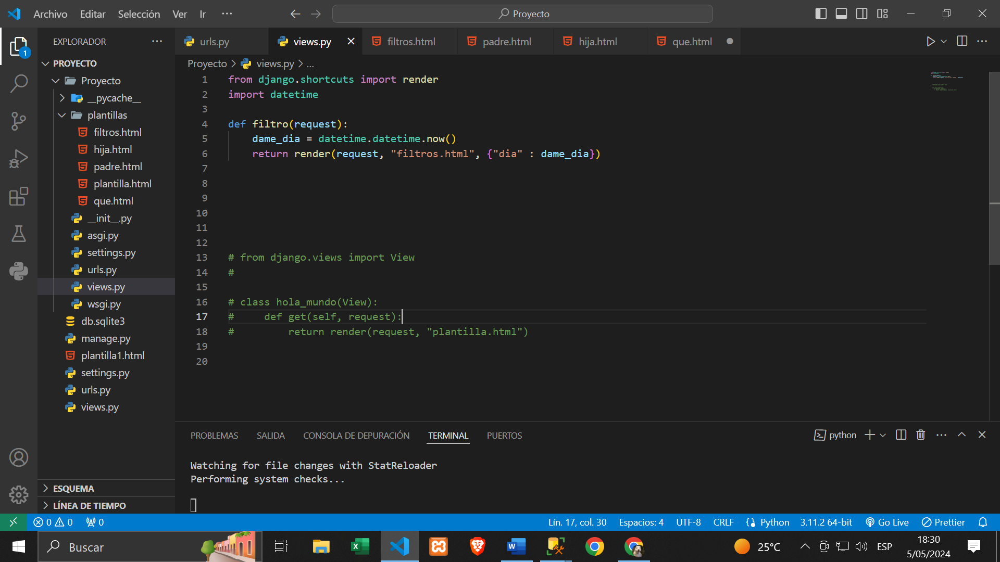 Archivo Editar Selección Ver Ir ··· Proyecto
EXPLORADOR ···
urls.py views.py filtros.html padre.html hija.html que.html
PROYECTO
Proyecto
__pycache__
plantillas
filtros.html
hija.html
padre.html
plantilla.html
que.html
__init__.py
asgi.py
settings.py
urls.py
views.py
wsgi.py
db.sqlite3
manage.py
plantilla1.html
settings.py
urls.py
views.py
ESQUEMA
LÍNEA DE TIEMPO
Proyecto > views.py > ...
1 from django.shortcuts import render
2 import datetime
3
4 def filtro(request):
5     dame_dia = datetime.datetime.now()
6     return render(request, "filtros.html", {"dia" : dame_dia})
7
8
9
10
11
12
13 # from django.views import View
14 #
15
16 # class hola_mundo(View):
17 #     def get(self, request):
18 #         return render(request, "plantilla.html")
19
20
PROBLEMAS SALIDA CONSOLA DE DEPURACIÓN TERMINAL PUERTOS python
Watching for file changes with StatReloader
Performing system checks...
0 0 0 Lín. 17, col. 30 Espacios: 4 UTF-8 CRLF Python 3.11.2 64-bit Go Live Prettier
Buscar 25°C ESP 18:30
5/05/2024